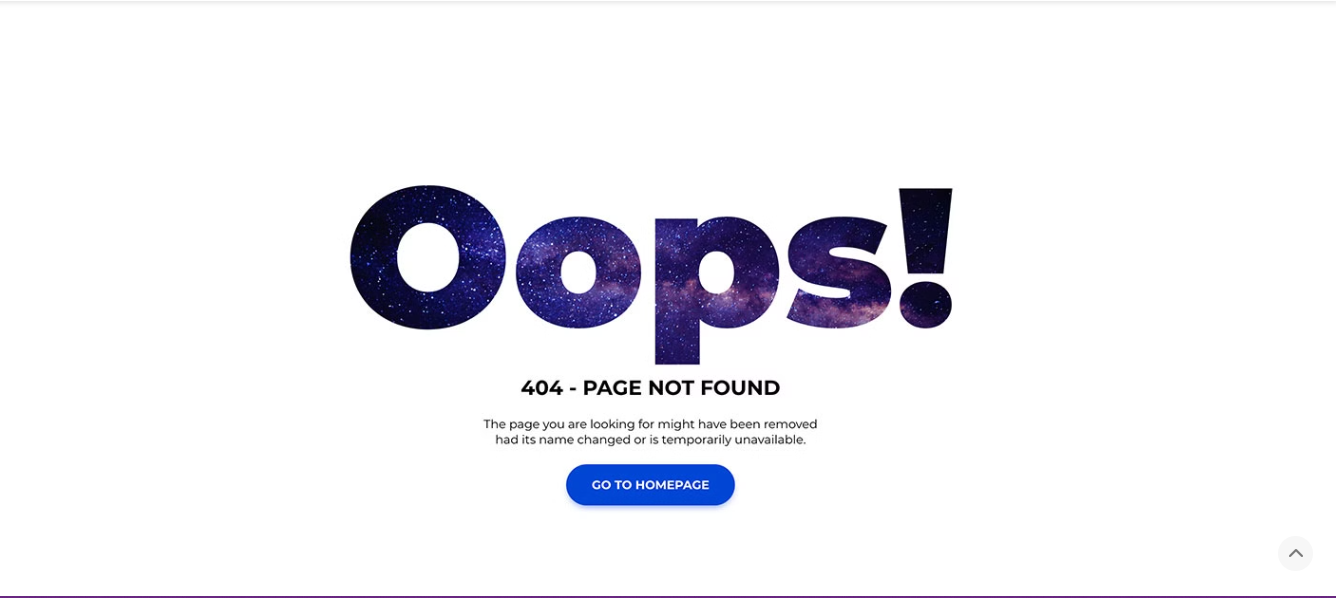 Oops!
404 - PAGE NOT FOUND
The page you are looking for might have been removed
had its name changed or is temporarily unavailable.
GO TO HOMEPAGE